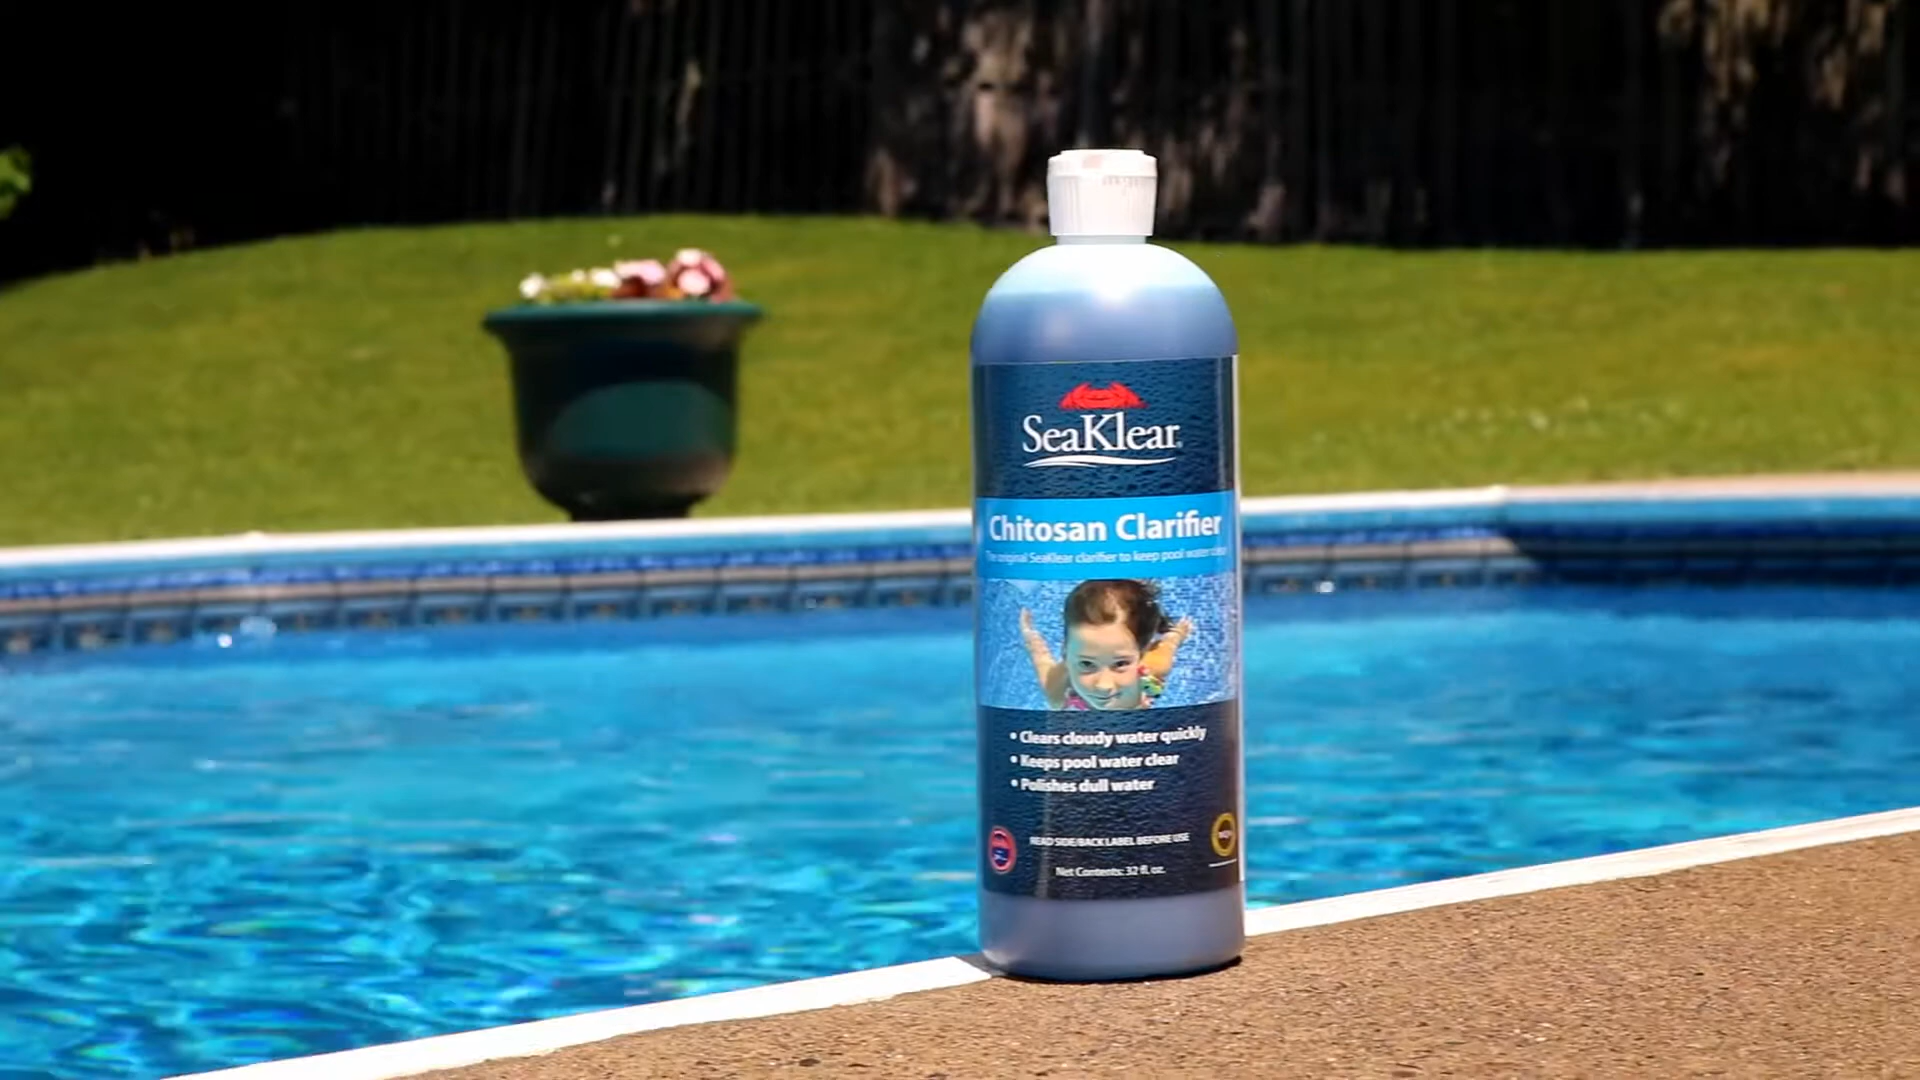 SeaKlear
Chitosan Clarifier
The original SeaKlear clarifier to keep pool water clear
• Clears cloudy water quickly
• Keeps pool water clear
• Polishes dull water
READ SIDE/BACK LABEL BEFORE USE
Net Contents: 32 fl. oz.